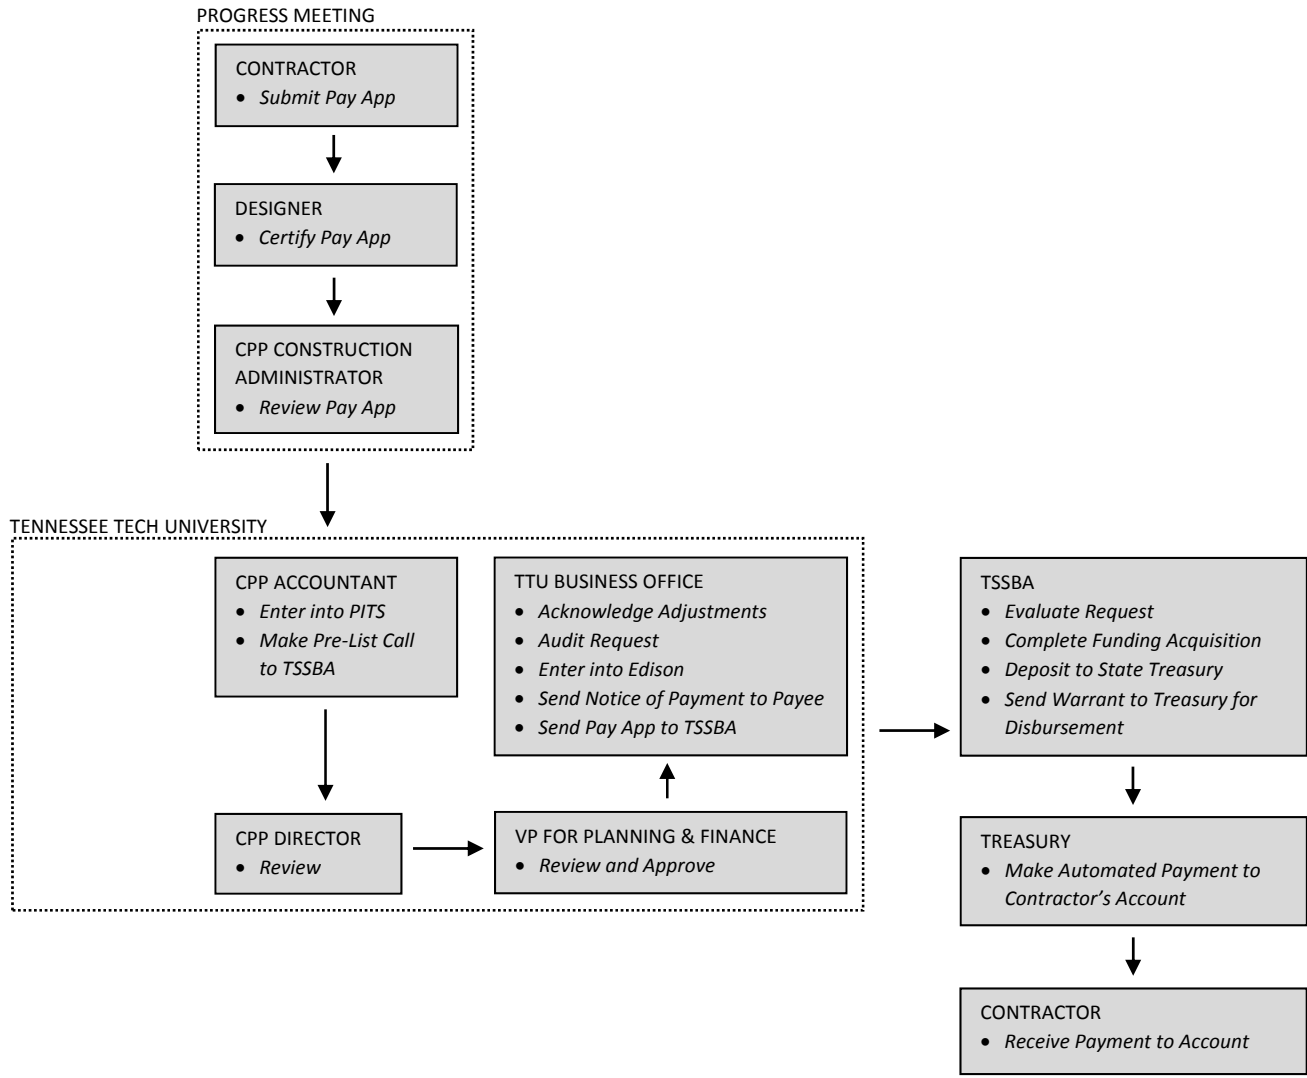 PROGRESS MEETING
CONTRACTOR
• Submit Pay App
DESIGNER
• Certify Pay App
CPP CONSTRUCTION
ADMINISTRATOR
• Review Pay App
TENNESSEE TECH UNIVERSITY
CPP ACCOUNTANT
• Enter into PITS
• Make Pre-List Call
to TSSBA
CPP DIRECTOR
• Review
VP FOR PLANNING & FINANCE
• Review and Approve
TTU BUSINESS OFFICE
• Acknowledge Adjustments
• Audit Request
• Enter into Edison
• Send Notice of Payment to Payee
• Send Pay App to TSSBA
TSSBA
• Evaluate Request
• Complete Funding Acquisition
• Deposit to State Treasury
• Send Warrant to Treasury for
Disbursement
TREASURY
• Make Automated Payment to
Contractor’s Account
CONTRACTOR
• Receive Payment to Account